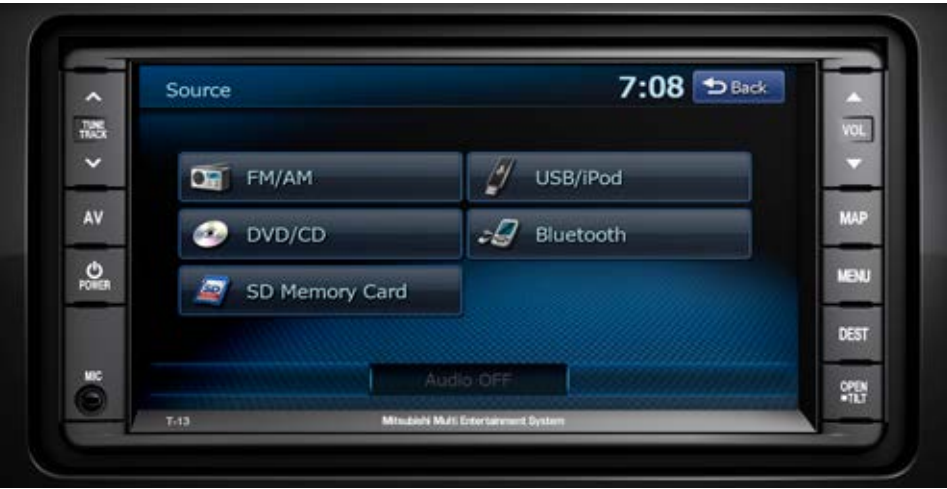 Source
7:08
Back
TUNE
TRACK
AV
POWER
MIC
VOL
MAP
MENU
DEST
OPEN
TILT
FM/AM
USB/iPod
DVD/CD
Bluetooth
SD Memory Card
Audio OFF
T-13
Mitsubishi Multi Entertainment System